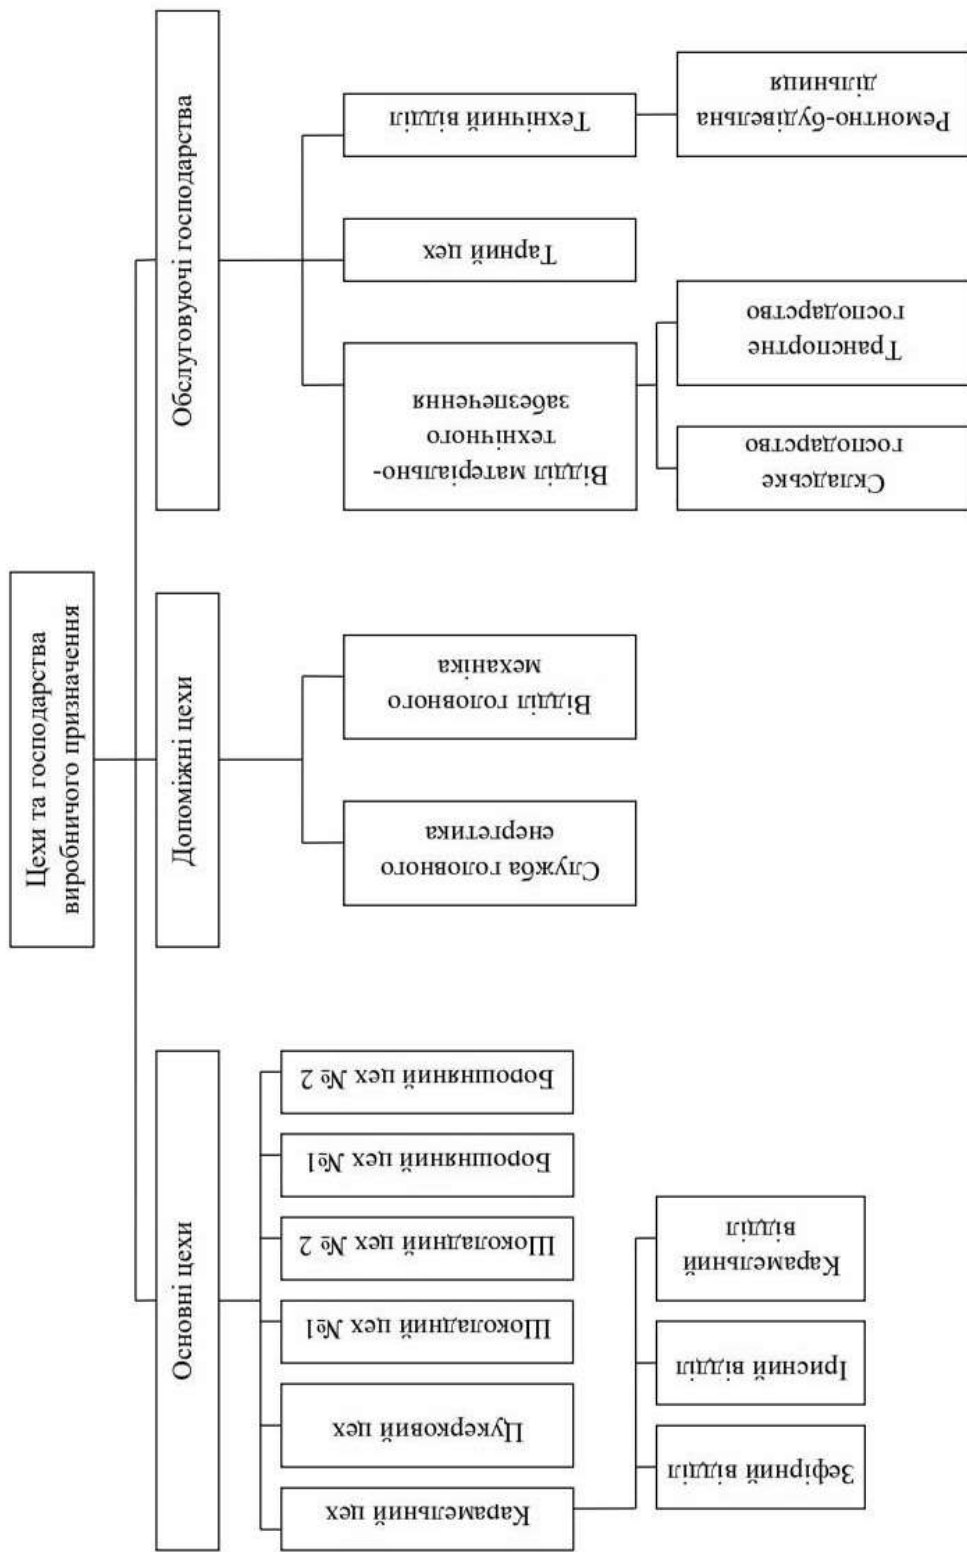 Цехи та господарства
виробничого призначення
Основні цехи
Допоміжні цехи
Обслуговуючі господарства
Карамельний цех
Цукерковий цех
Шоколадний цех №1
Шоколадний цех № 2
Борошняний цех №1
Борошняний цех № 2
Зефірний відділ
Ірисний відділ
Карамельний
відділ
Служба головного
енергетика
Відділ головного
механіка
Відділ матеріально-
технічного
забезпечення
Тарний цех
Технічний відділ
Складське
господарство
Транспортне
господарство
Ремонтно-будівельна
дільниця